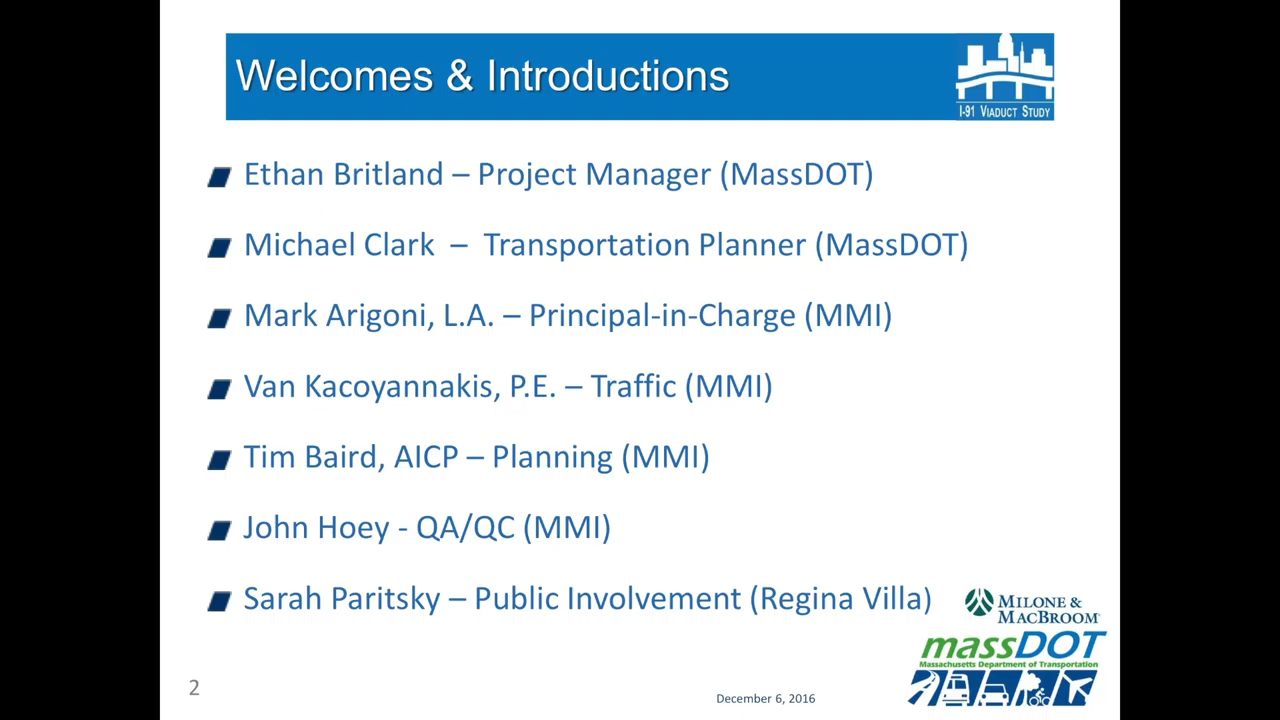 Welcomes & Introductions
I-91 VIADUCT STUDY
Ethan Britland – Project Manager (MassDOT)
Michael Clark – Transportation Planner (MassDOT)
Mark Arigoni, L.A. – Principal-in-Charge (MMI)
Van Kacoyannakis, P.E. – Traffic (MMI)
Tim Baird, AICP – Planning (MMI)
John Hoey - QA/QC (MMI)
Sarah Paritsky – Public Involvement (Regina Villa)
MILONE &
MACBROOM
massDOT
Massachusetts Department of Transportation
2
December 6, 2016